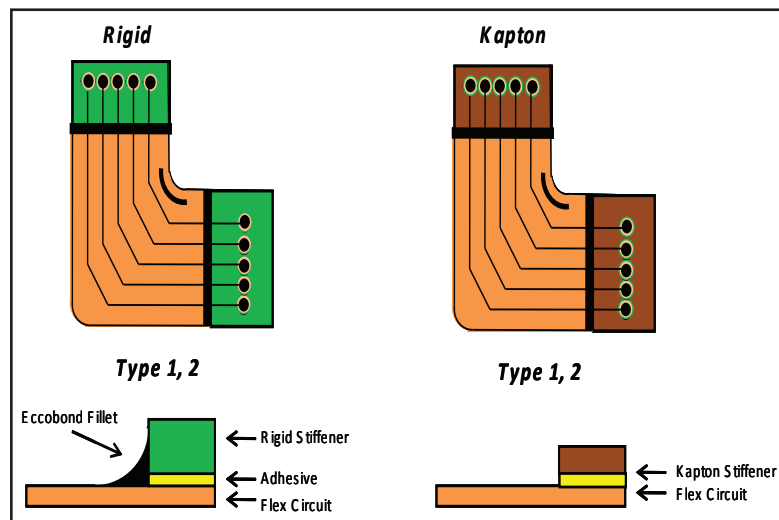 Rigid
Kapton
Type 1, 2
Type 1, 2
Eccobond Fillet
Rigid Stiffener
Adhesive
Flex Circuit
Kapton Stiffener
Flex Circuit